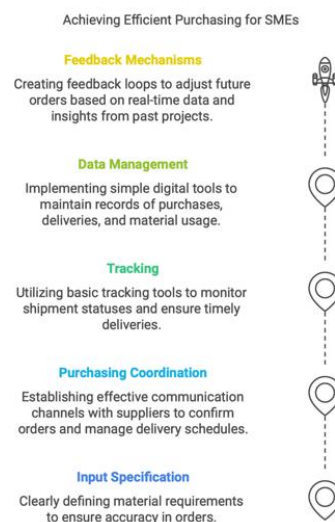 Achieving Efficient Purchasing for SMEs
Feedback Mechanisms
Creating feedback loops to adjust future
orders based on real-time data and
insights from past projects.
Data Management
Implementing simple digital tools to
maintain records of purchases,
deliveries, and material usage.
Tracking
Utilizing basic tracking tools to monitor
shipment statuses and ensure timely
deliveries.
Purchasing Coordination
Establishing effective communication
channels with suppliers to confirm
orders and manage delivery schedules.
Input Specification
Clearly defining material requirements
to ensure accuracy in orders.